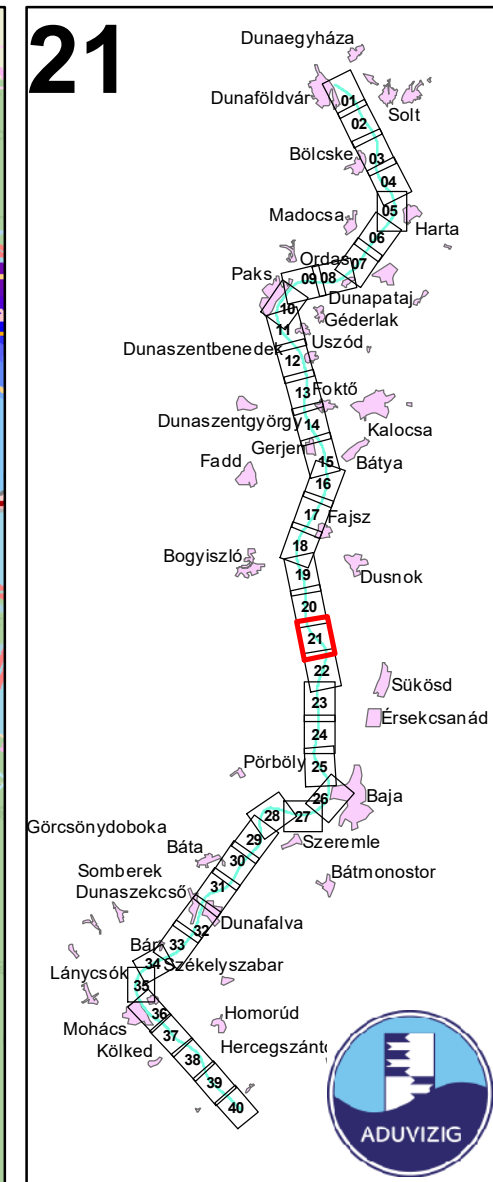 21
Dunaegyháza
Dunaföldvár
01
Solt
02
Bölcske
03
04
05
Madocsa
Harta
06
Ordas
07
Paks
09
08
Dunapataj
10
Géderlak
11
Uszód
Dunaszentbenedek
12
Foktő
13
Dunaszentgyörgy
14
Kalocsa
Gerjen
Bátya
15
Fadd
16
17
Fajsz
18
Bogyiszló
19
Dusnok
20
21
22
Sükösd
23
Érsekcsanád
24
Pörböly
25
26
Baja
28
27
Görcsönydoboka
29
Szeremle
Báta
30
Somberek
Bátmonostor
31
Dunaszekcső
32
Dunafalva
33
Bár
34
Székelyszabar
Lánycsók
35
36
Homorúd
Mohács
37
Kölked
38
39
40
ADUVIZIG